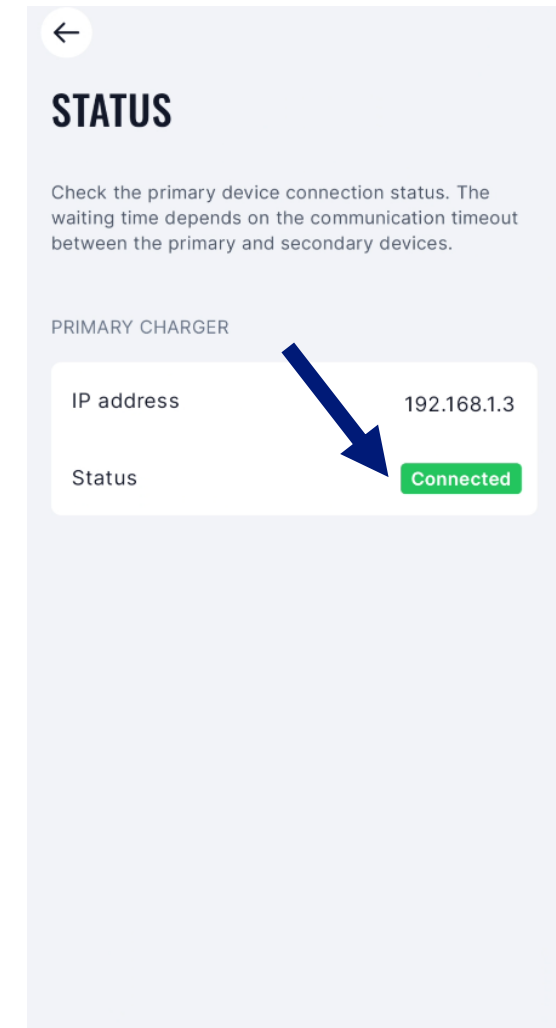 STATUS
Check the primary device connection status. The
waiting time depends on the communication timeout
between the primary and secondary devices.
PRIMARY CHARGER
IP address 192.168.1.3
Status Connected